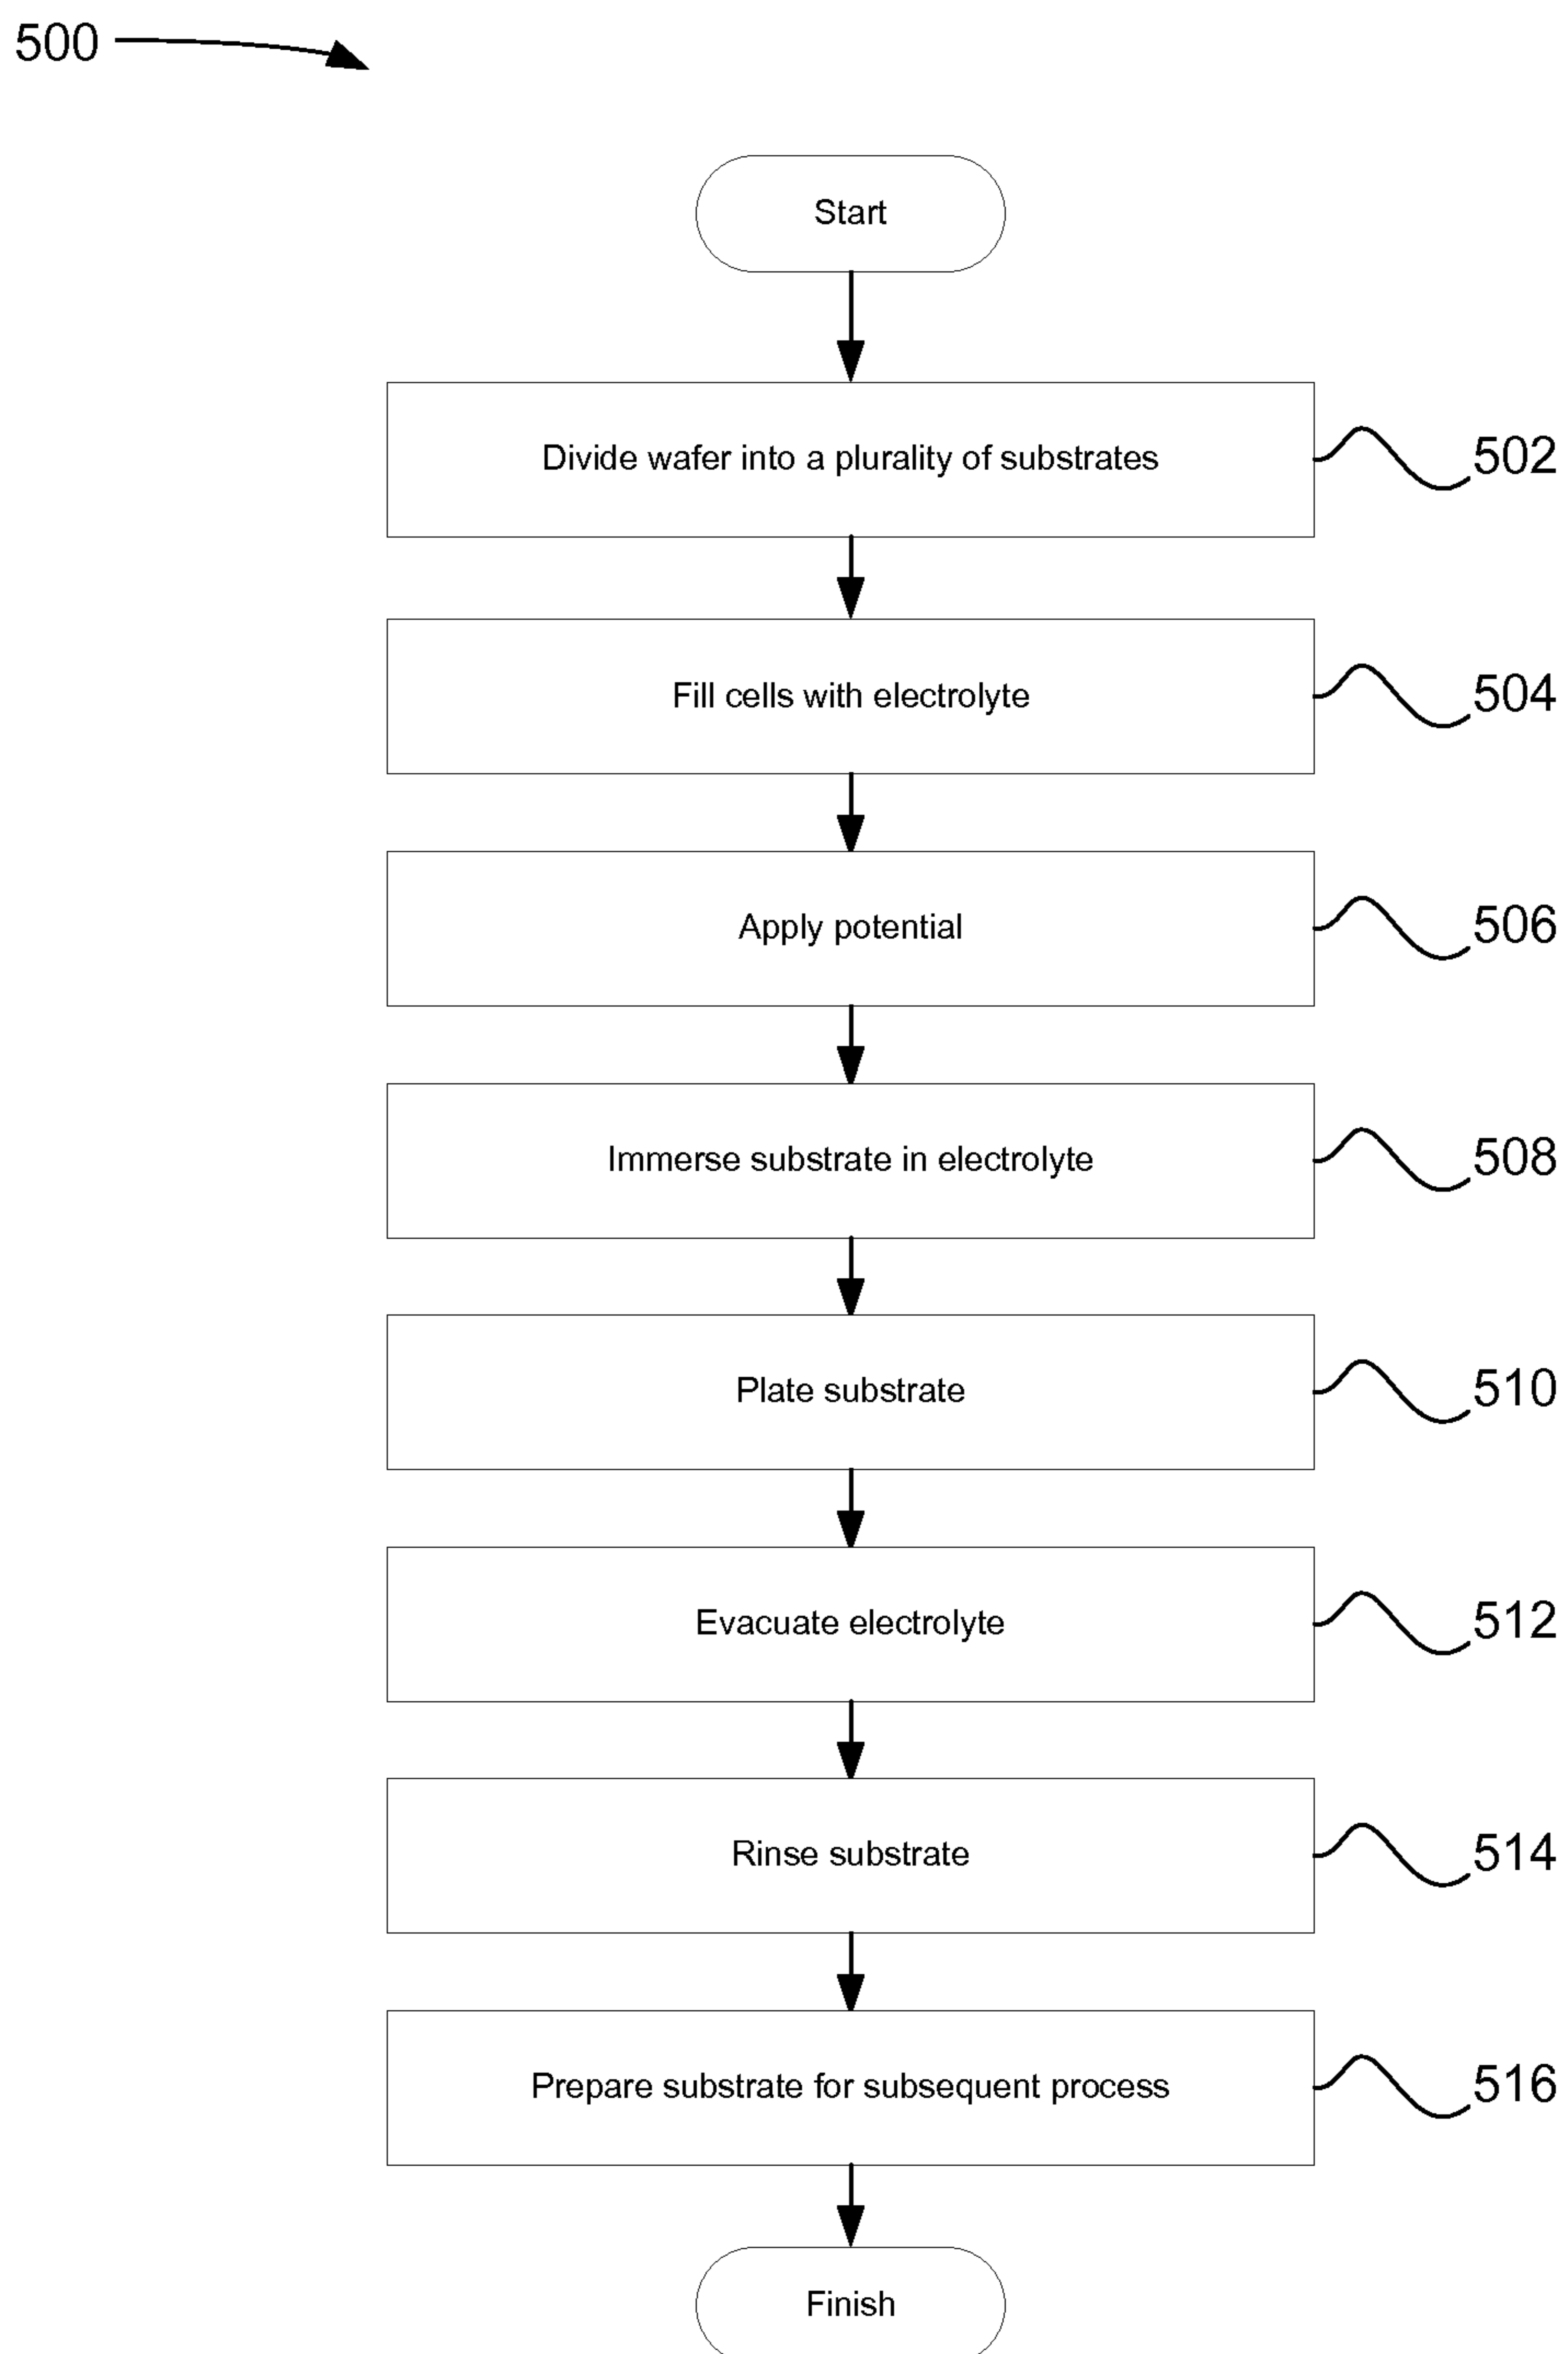 500
Start
Divide wafer into a plurality of substrates
502
Fill cells with electrolyte
504
Apply potential
506
Immerse substrate in electrolyte
508
Plate substrate
510
Evacuate electrolyte
512
Rinse substrate
514
Prepare substrate for subsequent process
516
Finish